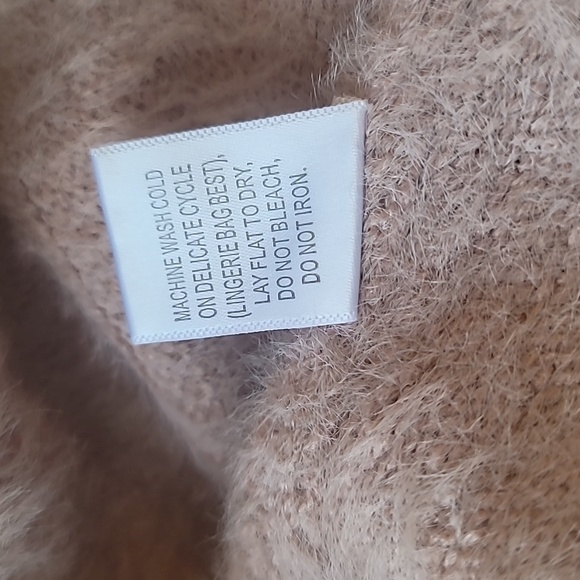 MACHINE WASH COLD
ON DELICATE CYCLE
(LINGERIE BAG BEST),
LAY FLAT TO DRY,
DO NOT BLEACH,
DO NOT IRON.